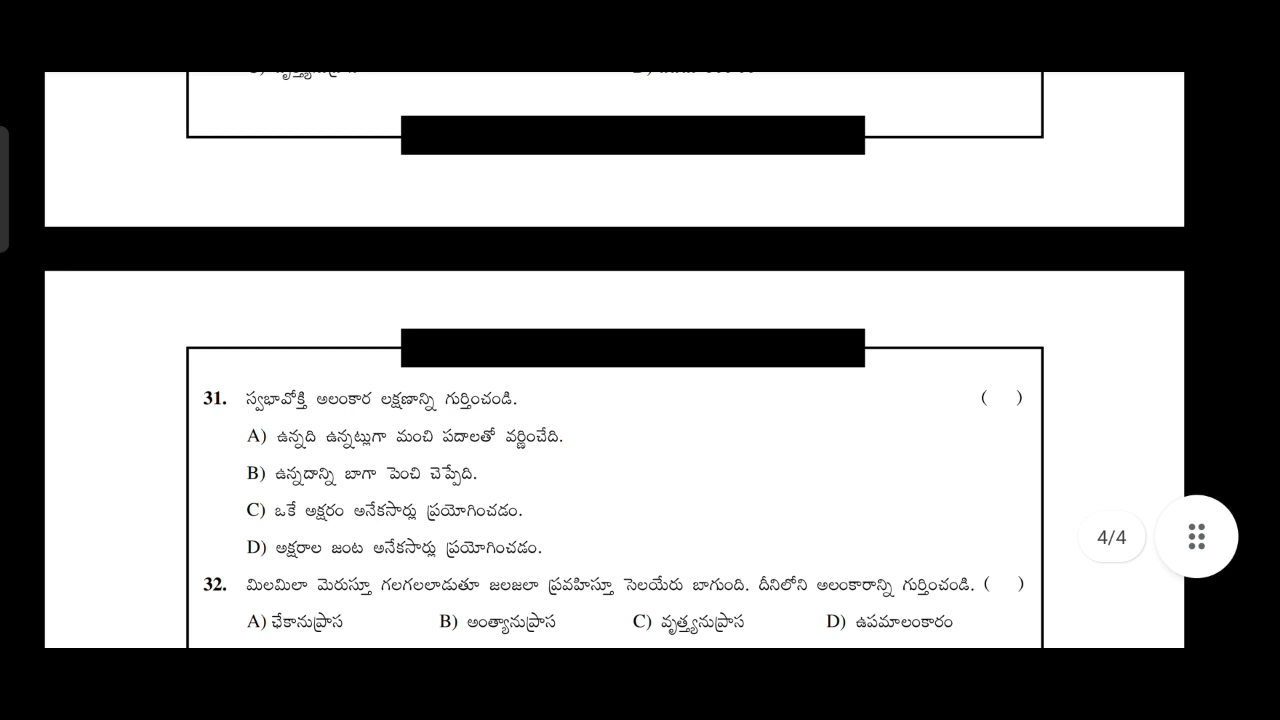 31. స్వభావోక్తి అలంకార లక్షణాన్ని గుర్తించండి. ( )
A) ఉన్నది ఉన్నట్లుగా మంచి పదాలతో వర్ణించేది.
B) ఉన్నదాన్ని బాగా పెంచి చెప్పేది.
C) ఒకే అక్షరం అనేకసార్లు ప్రయోగించడం.
D) అక్షరాల జంట అనేకసార్లు ప్రయోగించడం.
4/4
32. మిలమిలా మెరుస్తూ గలగలలాడుతూ జలజలా ప్రవహిస్తూ సెలయేరు బాగుంది. దీనిలోని అలంకారాన్ని గుర్తించండి. ( )
A) ఛేకానుప్రాస B) అంత్యానుప్రాస C) వృత్త్యనుప్రాస D) ఉపమాలంకారం